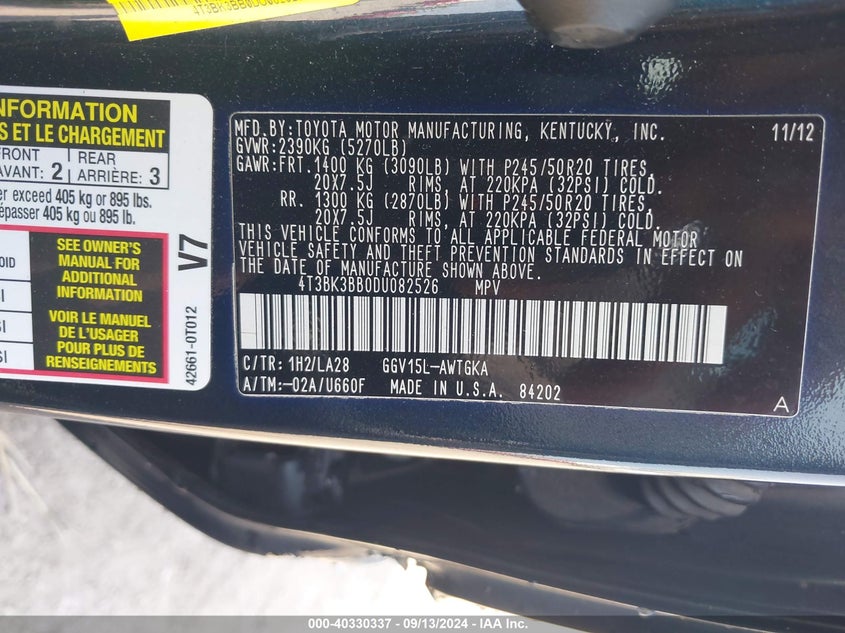 4T3BK3BB0DU082526
INFORMATION
S ET LE CHARGEMENT
FRONT
AVANT: 2
REAR
ARRIÈRE: 3
er exceed 405 kg or 895 lbs.
épasser 405 kg ou 895 lb.
SEE OWNER'S
MANUAL FOR
ADDITIONAL
INFORMATION
VOIR LE MANUEL
DE L'USAGER
POUR PLUS DE
RENSEIGNEMENTS
OID
SI
SI
SI
V7
42661-0T012
MFD.BY:TOYOTA MOTOR MANUFACTURING, KENTUCKY, INC. 11/12
GVWR:2390KG (5270LB)
GAWR:FRT.1400 KG (3090LB) WITH P245/50R20 TIRES,
20X7.5J RIMS, AT 220KPA (32PSI) COLD.
RR. 1300 KG (2870LB) WITH P245/50R20 TIRES,
20X7.5J RIMS, AT 220KPA (32PSI) COLD.
THIS VEHICLE CONFORMS TO ALL APPLICABLE FEDERAL MOTOR
VEHICLE SAFETY AND THEFT PREVENTION STANDARDS IN EFFECT ON
THE DATE OF MANUFACTURE SHOWN ABOVE.
4T3BK3BB0DU082526 MPV
C/TR: 1H2/LA28 GGV15L-AWTGKA
A/TM:-02A/U660F MADE IN U.S.A. 84202
A
000-40330337 - 09/13/2024 - IAA Inc.